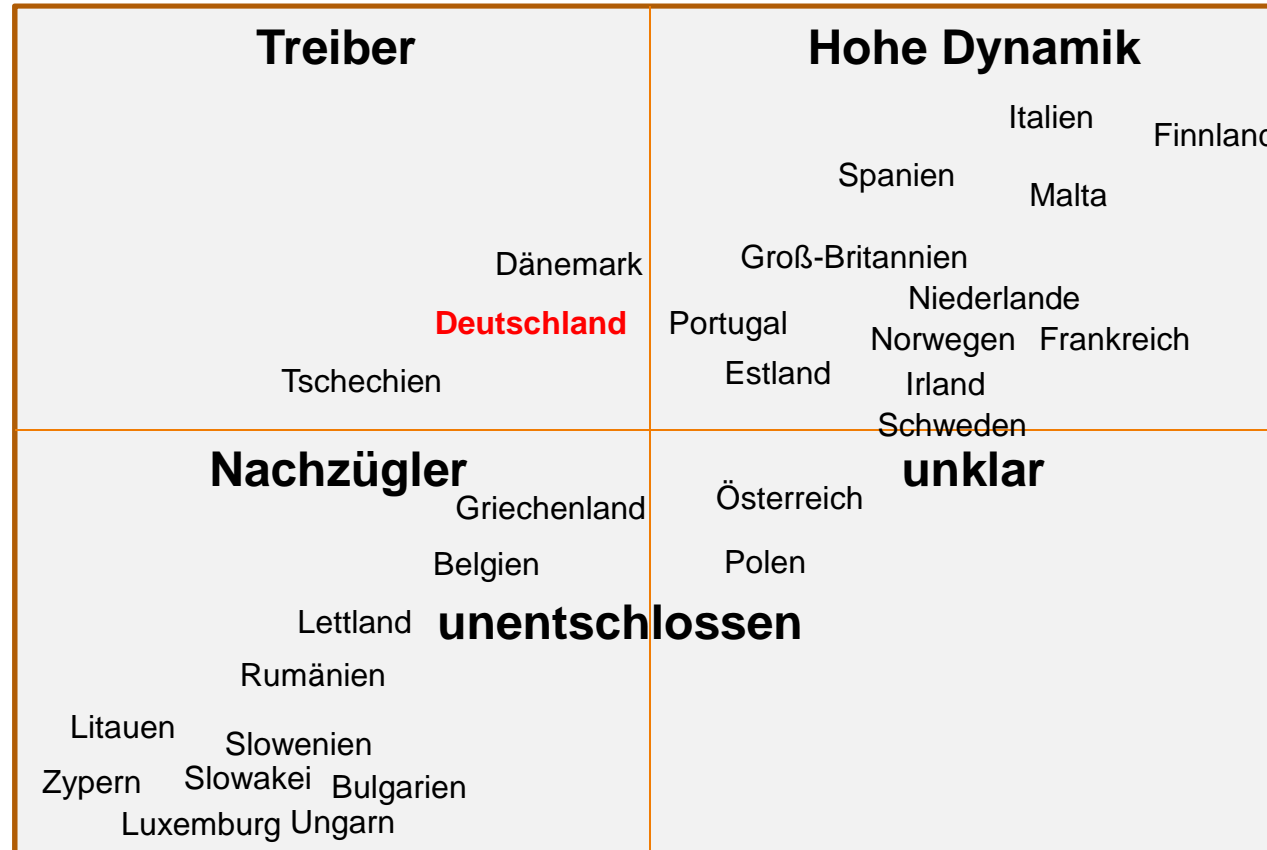 Treiber
Hohe Dynamik
Italien
Finnland
Spanien
Malta
Dänemark
Groß-Britannien
Niederlande
Deutschland
Portugal
Norwegen
Frankreich
Tschechien
Estland
Irland
Schweden
Nachzügler
unklar
Griechenland
Österreich
Belgien
Polen
Lettland
unentschlossen
Rumänien
Litauen
Slowenien
Zypern
Slowakei
Bulgarien
Luxemburg
Ungarn